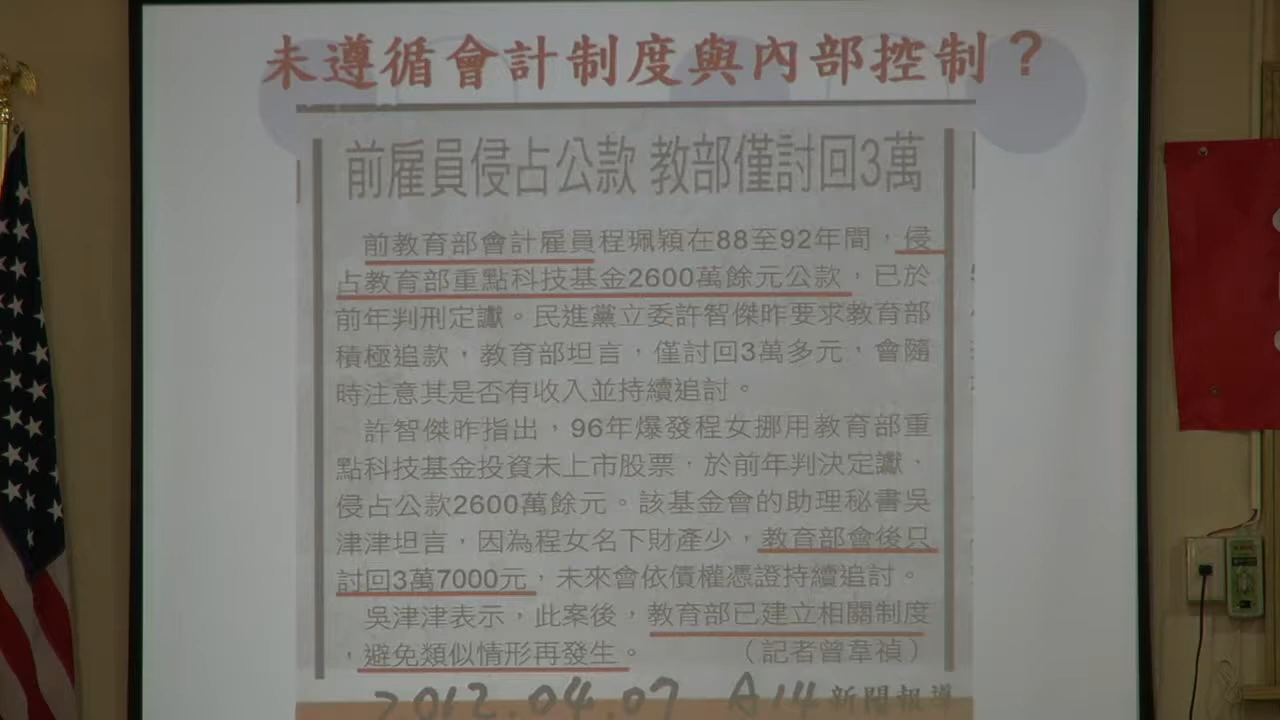 未遵循會計制度與內部控制？
前雇員侵占公款 教部僅討回3萬
前教育部會計雇員程珮穎在88至92年間，侵
占教育部重點科技基金2600萬餘元公款，已於
前年判刑定讞。民進黨立委許智傑昨要求教育部
積極追款，教育部坦言，僅討回3萬多元，會隨
時注意其是否有收入並持續追討。
許智傑昨指出，96年爆發程女挪用教育部重
點科技基金投資未上市股票，於前年判決定讞、
侵占公款2600萬餘元。該基金會的助理秘書吳
津津坦言，因為程女名下財產少，教育部會後只
討回3萬7000元，未來會依債權憑證持續追討。
吳津津表示，此案後，教育部已建立相關制度
，避免類似情形再發生。（記者曾韋禎）
2012.04.07 A14 新聞報導